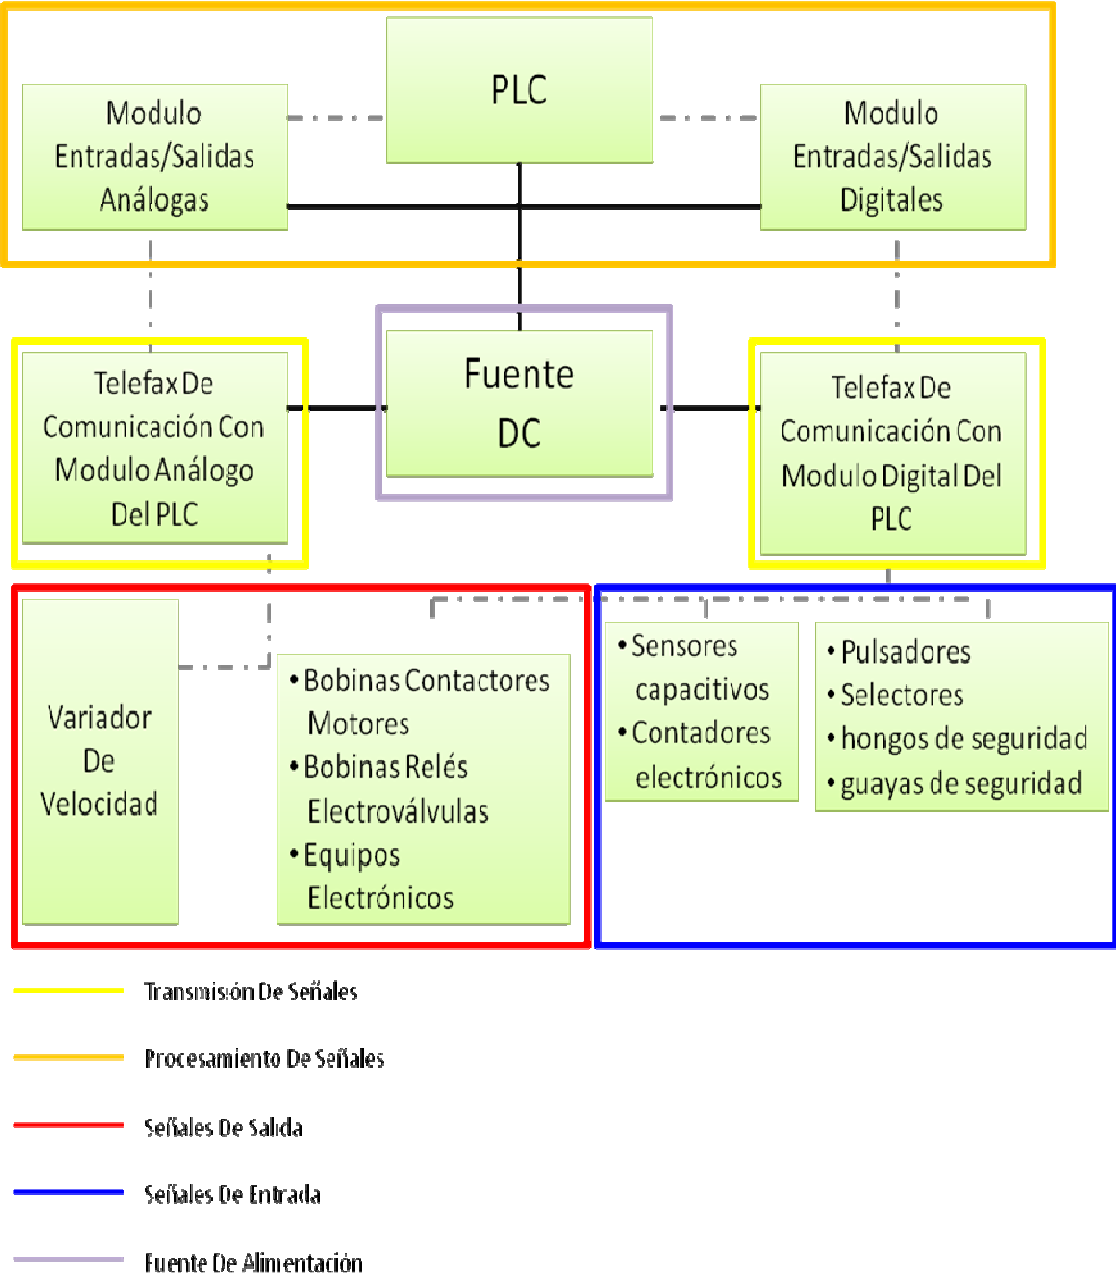 PLC
Modulo
Entradas/Salidas
Análogas
Modulo
Entradas/Salidas
Digitales
Telefax De
Comunicación Con
Modulo Análogo
Del PLC
Fuente
DC
Telefax De
Comunicación Con
Modulo Digital Del
PLC
Variador
De
Velocidad
• Bobinas Contactores
Motores
• Bobinas Relés
Electroválvulas
• Equipos
Electrónicos
• Sensores
capacitivos
• Contadores
electrónicos
• Pulsadores
• Selectores
• hongos de seguridad
• guayas de seguridad
Transmisón De Señales
Procesamiento De Señales
Señales De Salida
Señales De Entrada
Fuente De Alimentación